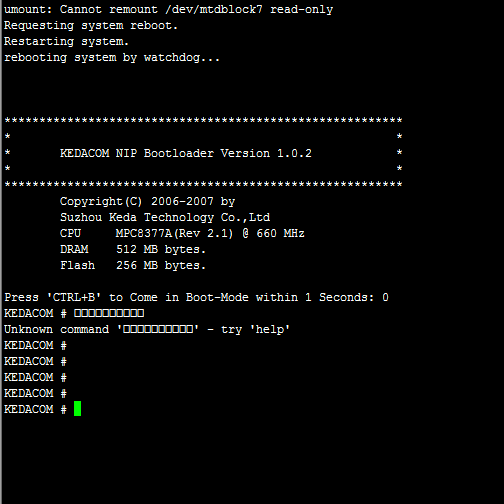 umount: Cannot remount /dev/mtdblock7 read-only
Requesting system reboot.
Restarting system.
rebooting system by watchdog...
*********************************************************
*                                                       *
*       KEDACOM NIP Bootloader Version 1.0.2            *
*                                                       *
*********************************************************
Copyright(C) 2006-2007 by
Suzhou Keda Technology Co.,Ltd
CPU     MPC8377A(Rev 2.1) @ 660 MHz
DRAM    512 MB bytes.
Flash   256 MB bytes.
Press 'CTRL+B' to Come in Boot-Mode within 1 Seconds: 0
KEDACOM # □□□□□□□□□□
Unknown command '□□□□□□□□□□' - try 'help'
KEDACOM #
KEDACOM #
KEDACOM #
KEDACOM #
KEDACOM #